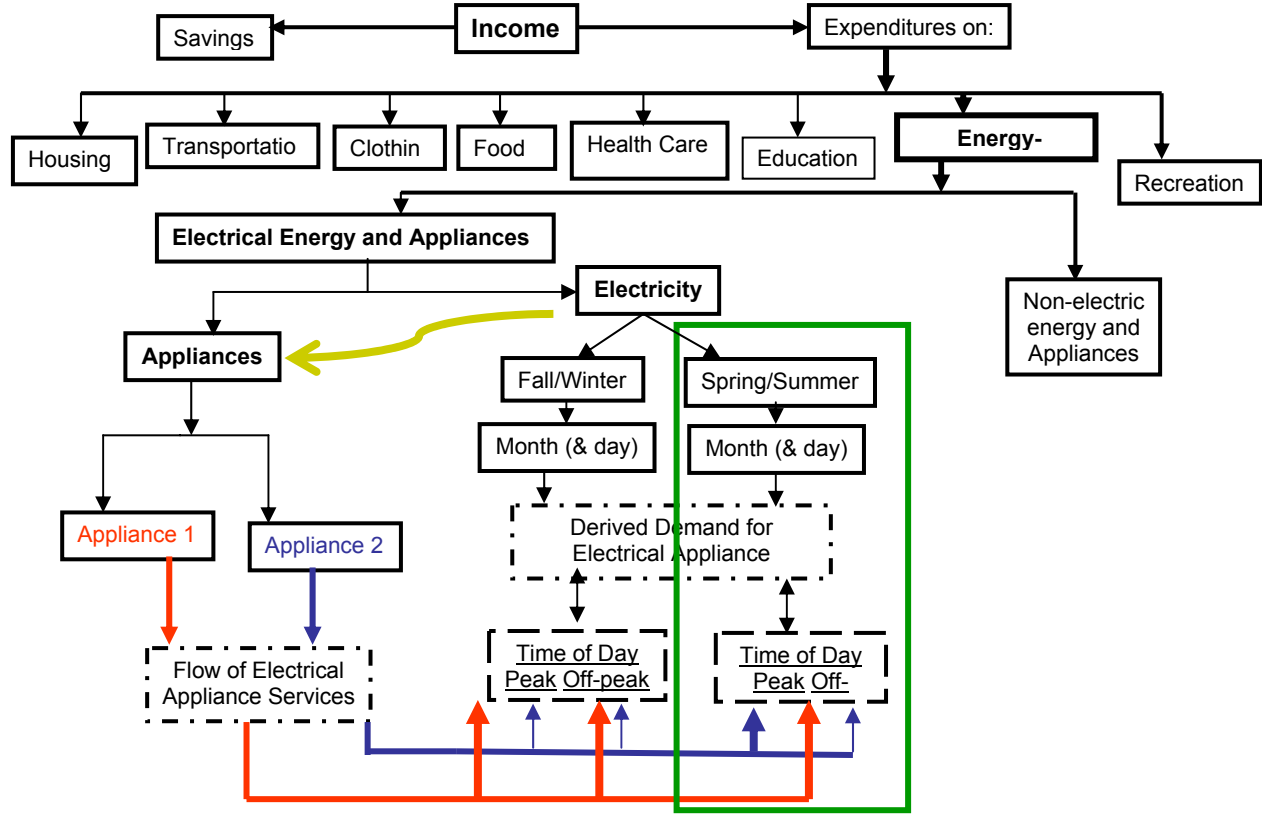 Income
Savings
Expenditures on:
Housing
Transportatio
Clothin
Food
Health Care
Education
Energy-
Recreation
Electrical Energy and Appliances
Electricity
Non-electric
energy and
Appliances
Appliances
Fall/Winter
Spring/Summer
Month (& day)
Month (& day)
Appliance 1
Appliance 2
Derived Demand for
Electrical Appliance
Flow of Electrical
Appliance Services
Time of Day
Peak Off-peak
Time of Day
Peak Off-